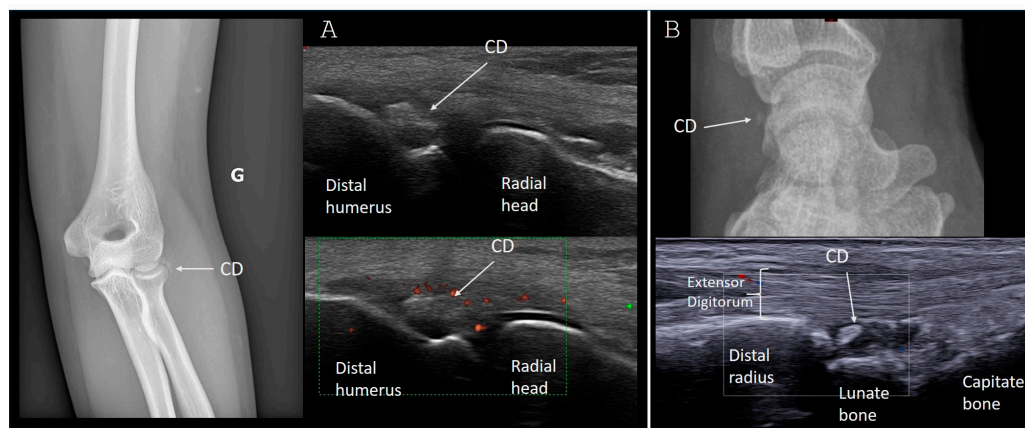 A
CD
G
CD
Distal
humerus
Radial
head
CD
Distal
humerus
Radial
head
B
CD
CD
Extensor
Digitorum
Distal
radius
Lunate
bone
Capitate
bone